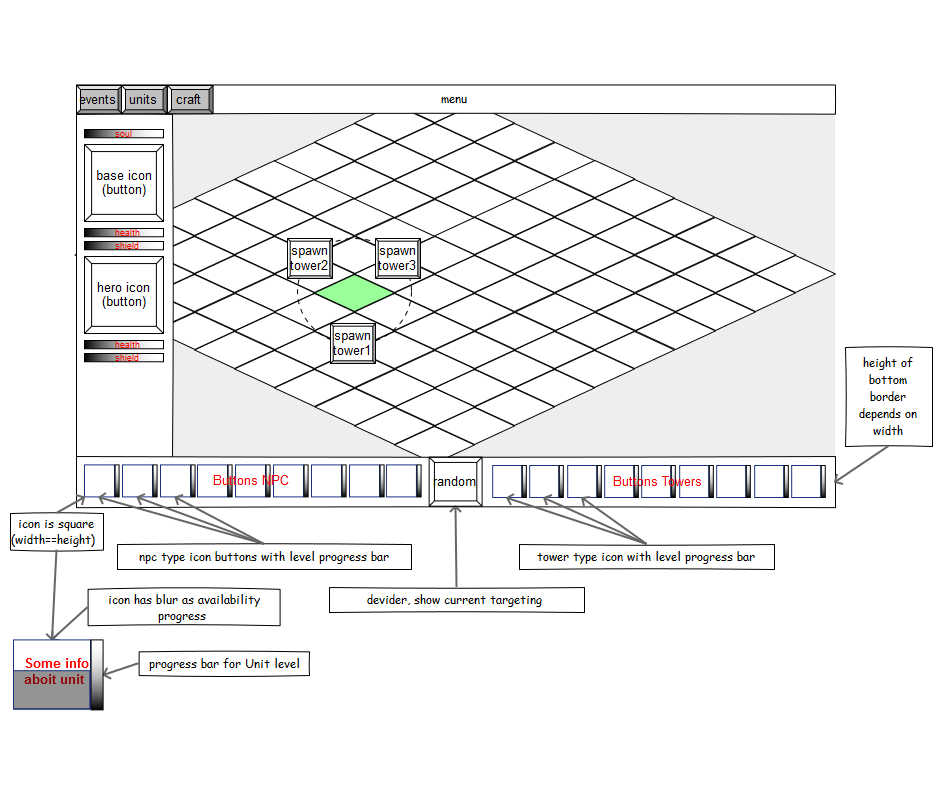 events units craft menu
soul
base icon
(button)
health
shield
hero icon
(button)
health
shield
spawn
tower2
spawn
tower3
spawn
tower1
height of
bottom
border
depends on
width
Buttons NPC
random
Buttons Towers
icon is square
(width==height)
npc type icon buttons with level progress bar
tower type icon with level progress bar
icon has blur as availability
progress
devider, show current targeting
Some info
aboit unit
progress bar for Unit level